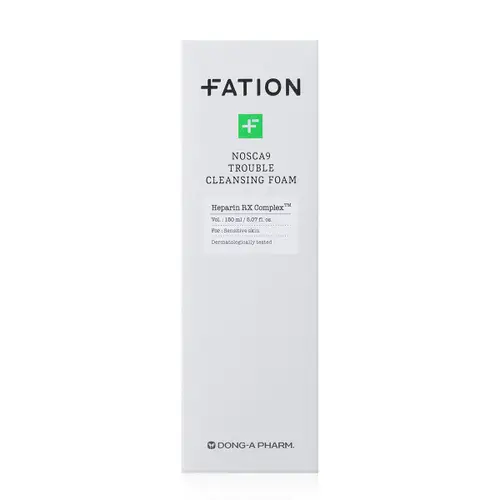 FATION
NOSCA9
TROUBLE
CLEANSING FOAM
Heparin RX Complex™
Vol. : 150 ml / 5.07 fl. oz
For : Sensitive skin
Dermatologically tested
DONG-A PHARM.